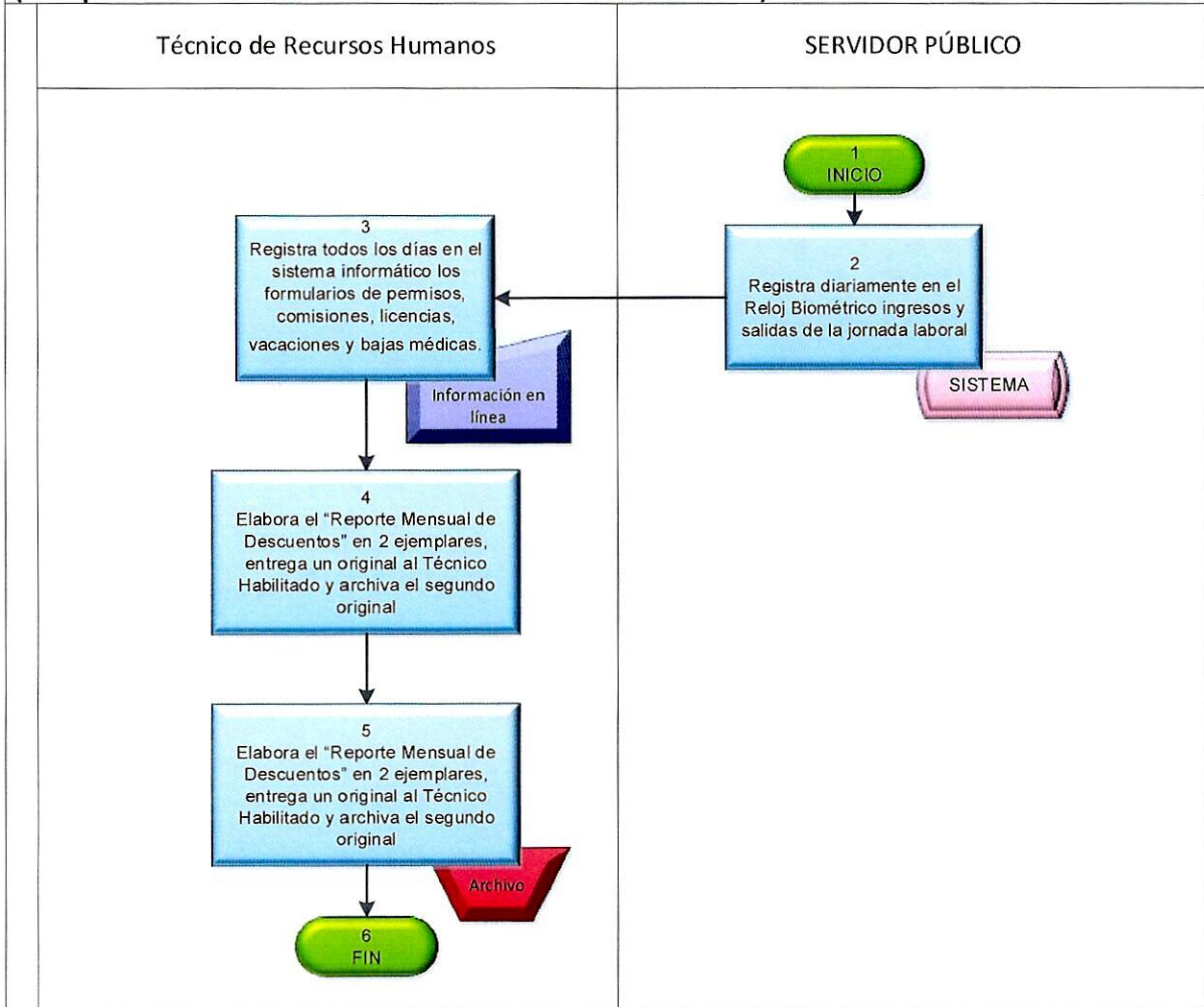 Técnico de Recursos Humanos
SERVIDOR PÚBLICO
1
INICIO
2
Registra diariamente en el
Reloj Biométrico ingresos y
salidas de la jornada laboral
SISTEMA
3
Registra todos los días en el
sistema informático los
formularios de permisos,
comisiones, licencias,
vacaciones y bajas médicas.
Información en
línea
4
Elabora el “Reporte Mensual de
Descuentos” en 2 ejemplares,
entrega un original al Técnico
Habilitado y archiva el segundo
original
5
Elabora el “Reporte Mensual de
Descuentos” en 2 ejemplares,
entrega un original al Técnico
Habilitado y archiva el segundo
original
Archivo
6
FIN